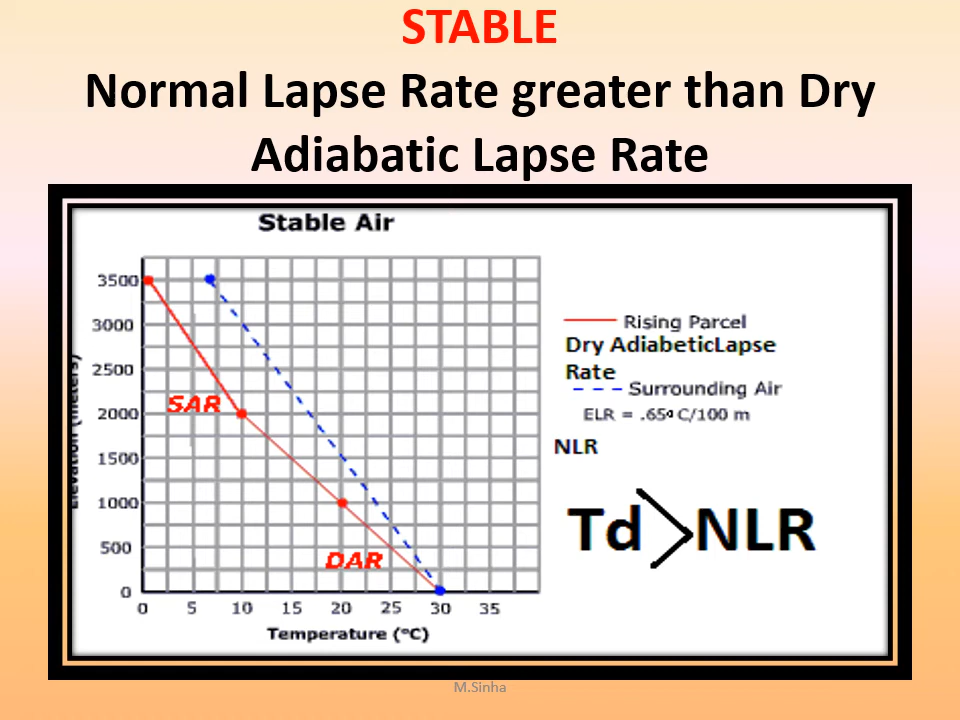 STABLE
Normal Lapse Rate greater than Dry
Adiabatic Lapse Rate
Stable Air
3500
3000
2500
2000
1500
1000
500
0
Elevation (meters)
SAR
DAR
0 5 10 15 20 25 30 35
Temperature (°C)
Rising Parcel
Dry AdiabeticLapse
Rate
Surrounding Air
ELR = .65° C/100 m
NLR
Td>NLR
M.Sinha